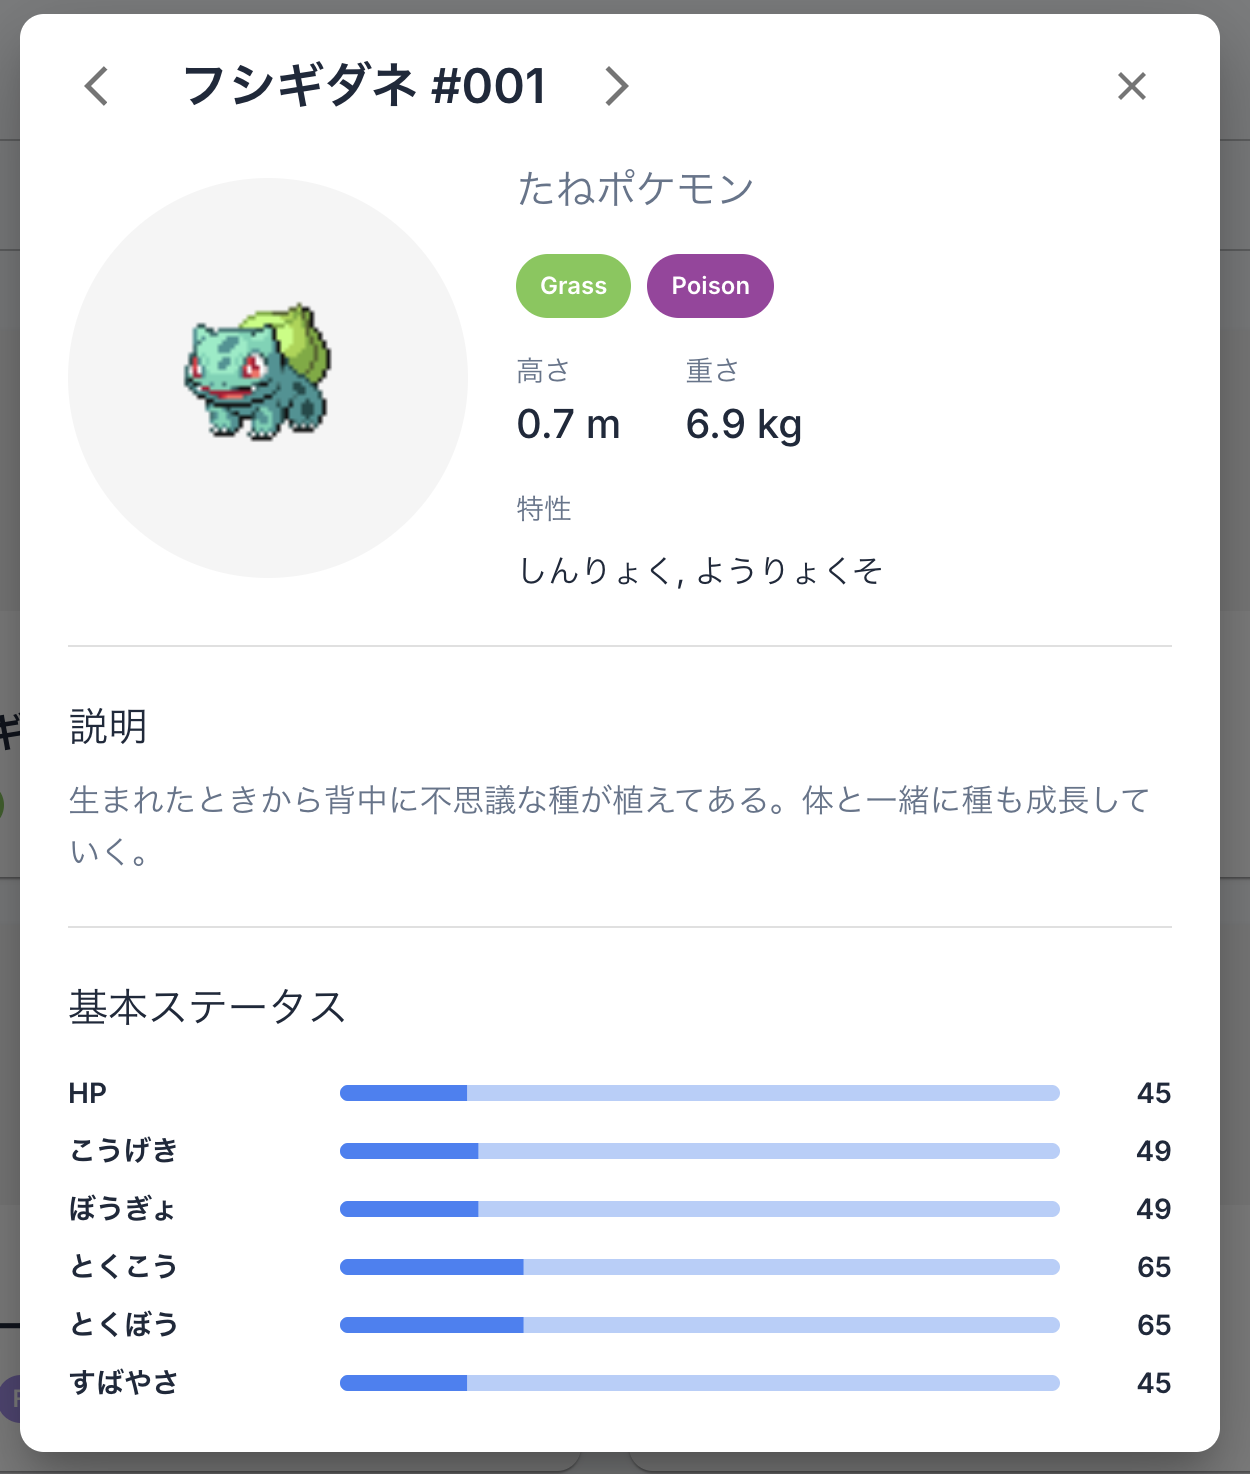 フシギダネ #001
たねポケモン
Grass Poison
高さ 重さ
0.7 m 6.9 kg
特性
しんりょく, ようりょくそ
説明
生まれたときから背中に不思議な種が植えてある。体と一緒に種も成長して
いく。
基本ステータス
HP 45
こうげき 49
ぼうぎょ 49
とくこう 65
とくぼう 65
すばやさ 45